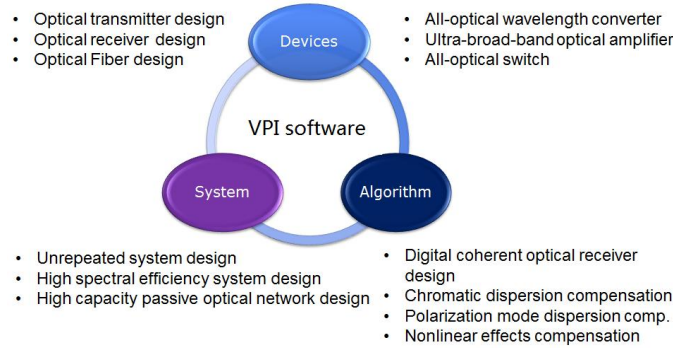 • Optical transmitter design
• Optical receiver design
• Optical Fiber design
Devices
• All-optical wavelength converter
• Ultra-broad-band optical amplifier
• All-optical switch
VPI software
System
Algorithm
• Unrepeated system design
• High spectral efficiency system design
• High capacity passive optical network design
• Digital coherent optical receiver
design
• Chromatic dispersion compensation
• Polarization mode dispersion comp.
• Nonlinear effects compensation